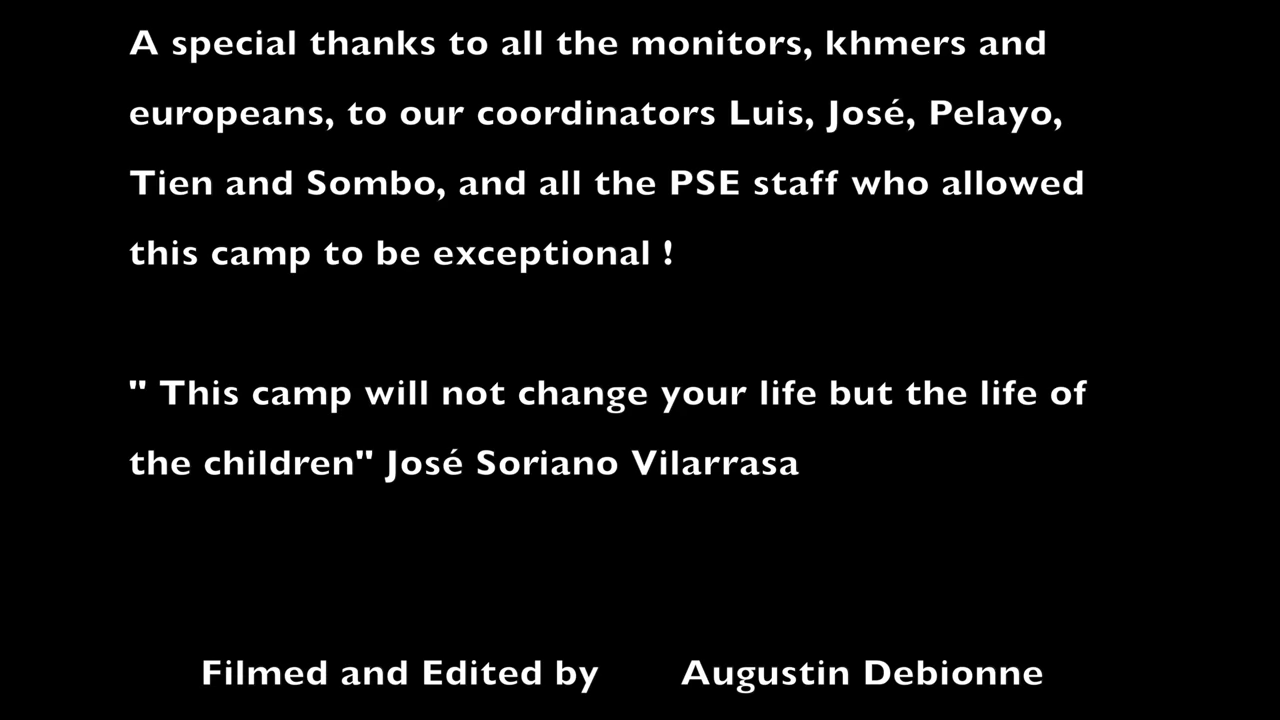 A special thanks to all the monitors, khmers and
europeans, to our coordinators Luis, José, Pelayo,
Tien and Sombo, and all the PSE staff who allowed
this camp to be exceptional !
" This camp will not change your life but the life of
the children" José Soriano Vilarrasa
Filmed and Edited by Augustin Debionne